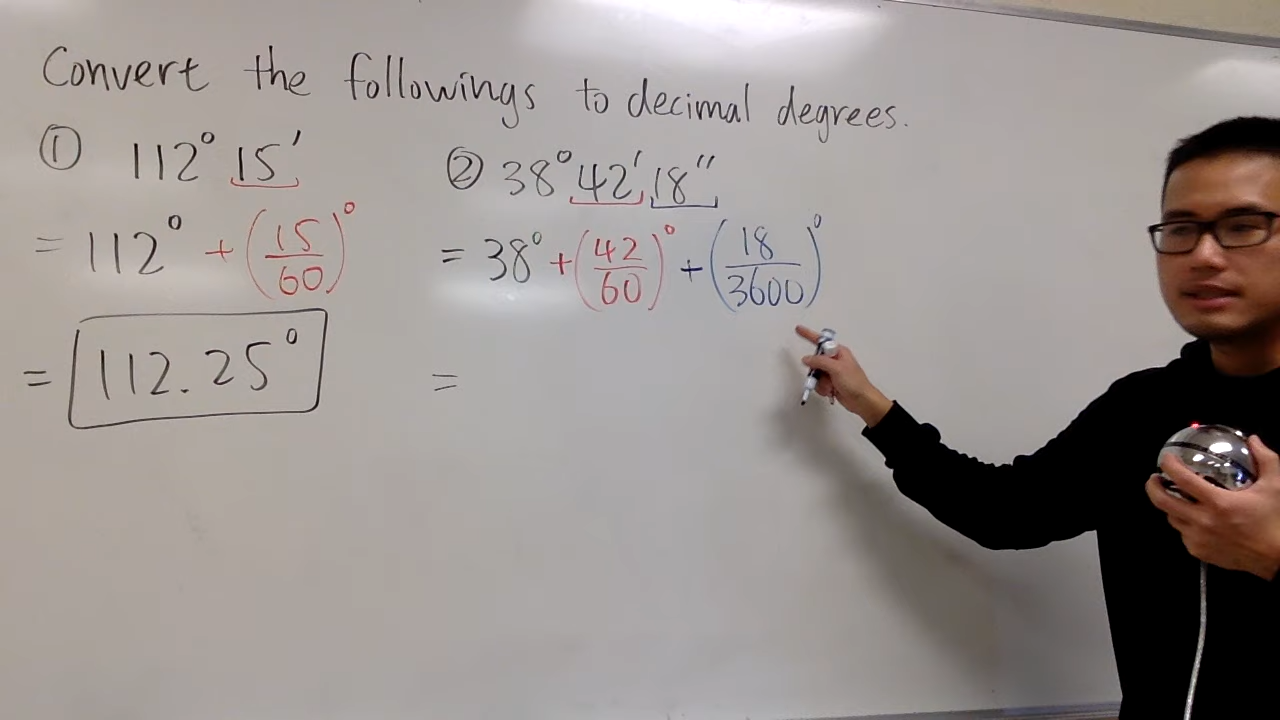 Convert the followings to decimal degrees.
① 112° 15'
= 112° + (15/60)°
= 112.25°
② 38° 42' 18''
= 38° + (42/60)° + (18/3600)°
=